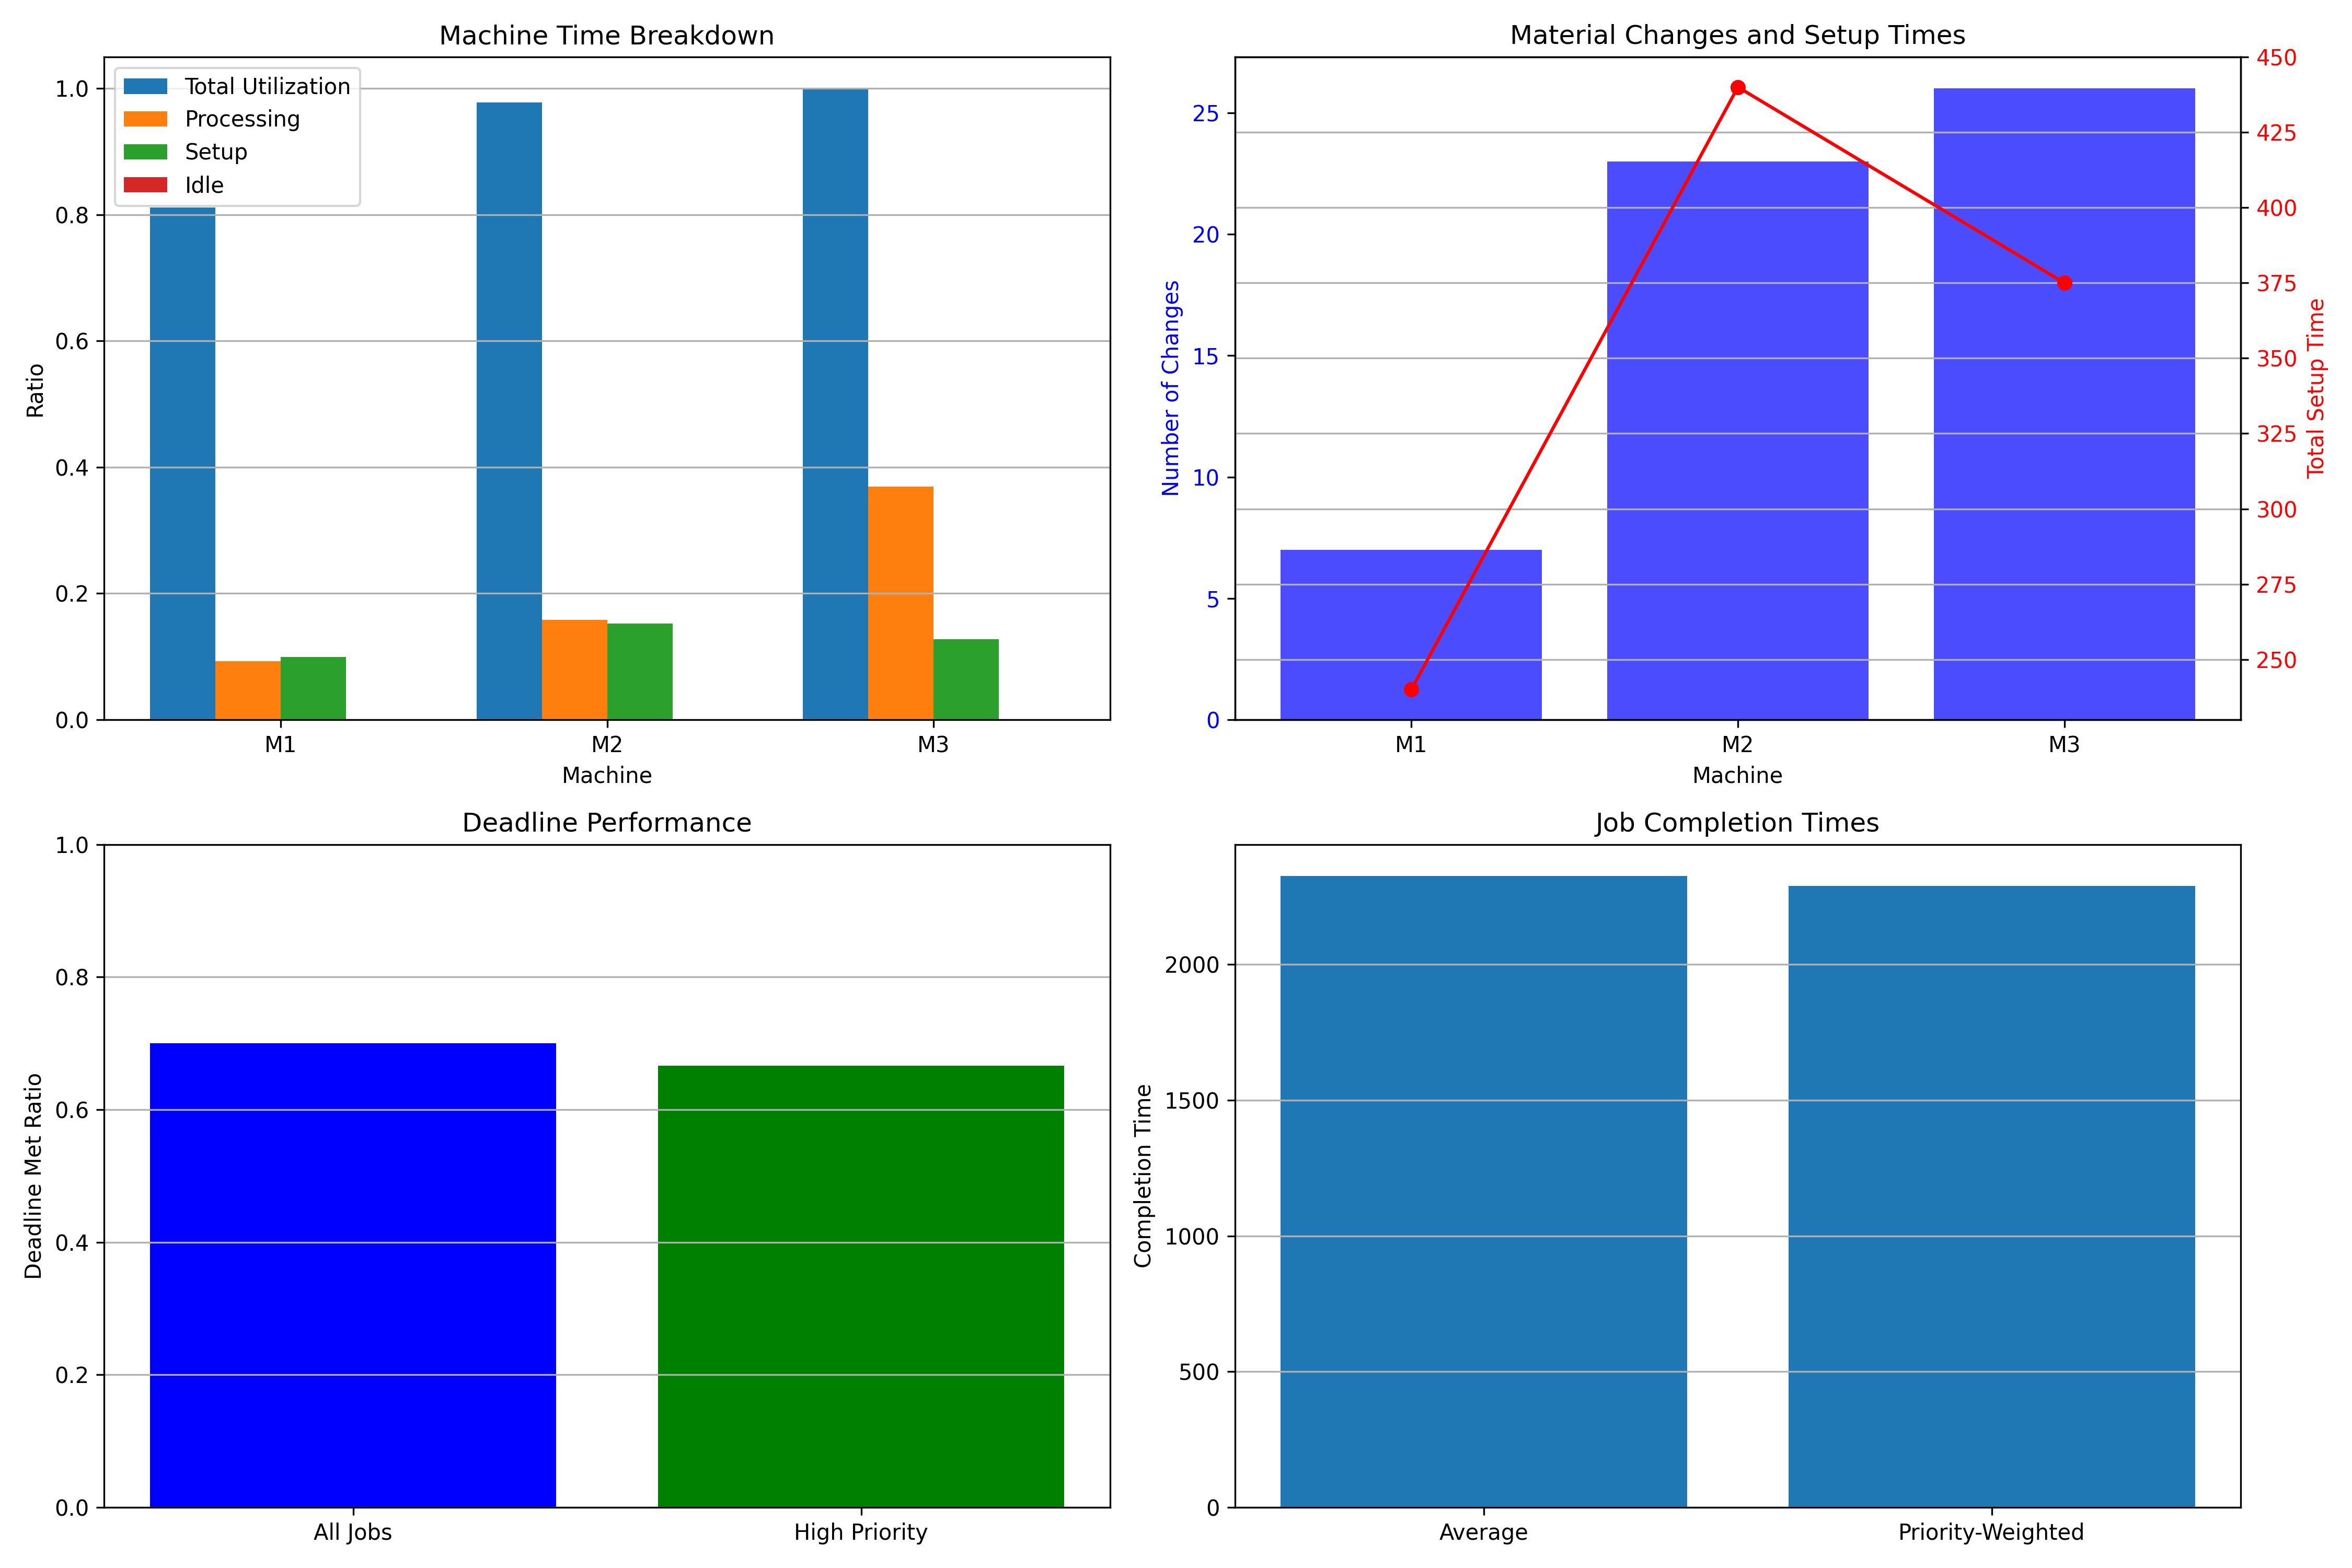 Machine Time Breakdown
Total Utilization
Processing
Setup
Idle
1.0
0.8
0.6
0.4
0.2
0.0
Ratio
M1 M2 M3
Machine
Material Changes and Setup Times
25
20
15
10
5
0
Number of Changes
450
425
400
375
350
325
300
275
250
Total Setup Time
M1 M2 M3
Machine
Deadline Performance
1.0
0.8
0.6
0.4
0.2
0.0
Deadline Met Ratio
All Jobs High Priority
Job Completion Times
2000
1500
1000
500
0
Completion Time
Average Priority-Weighted